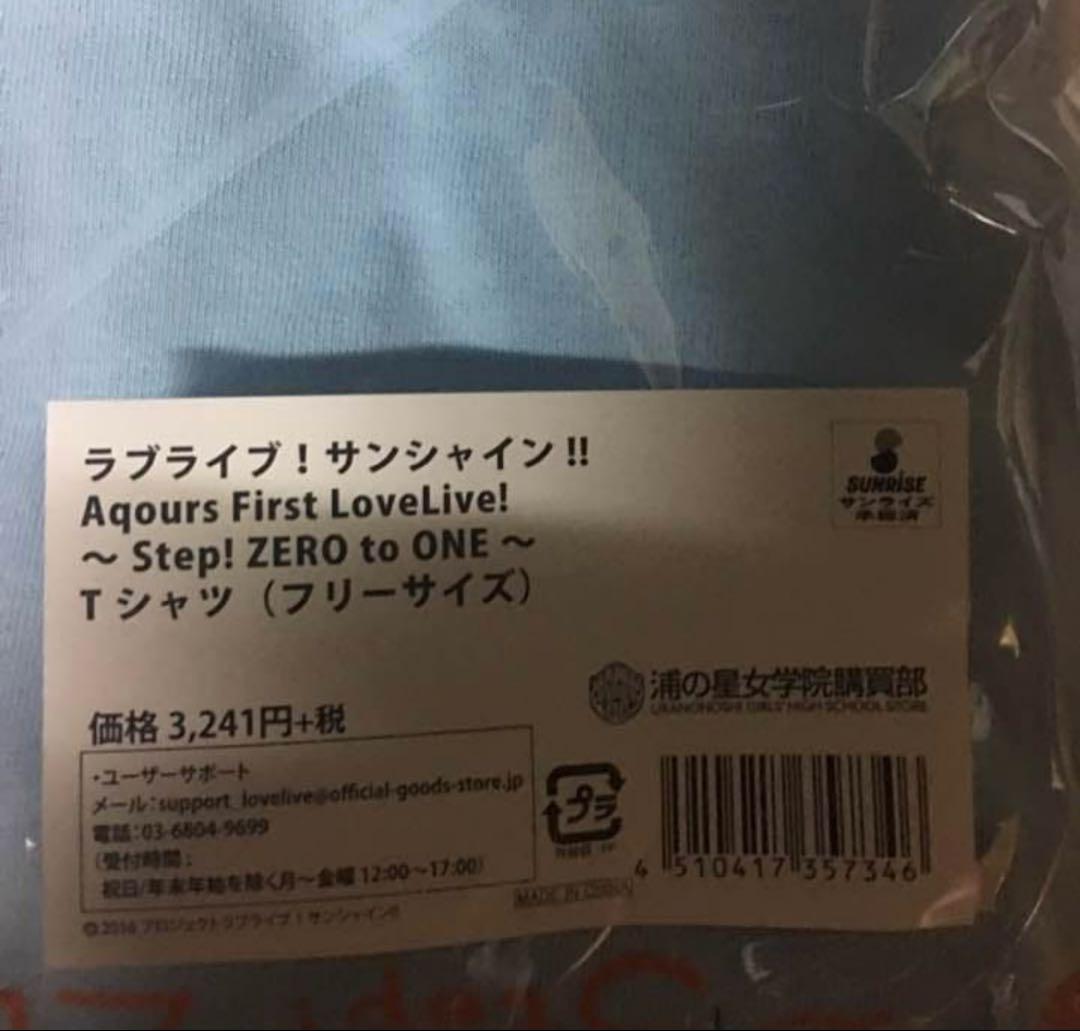 ラブライブ！サンシャイン!!
Aqours First LoveLive!
～ Step! ZERO to ONE ～
Tシャツ（フリーサイズ）
SUNRiSE
サンライズ
承認済
浦の星女学院購買部
URANOHOSHI GIRLS' HIGH SCHOOL STORE
価格 3,241円+税
・ユーザーサポート
メール：support_lovelive@official-goods-store.jp
電話：03-6804-9699
（受付時間：
祝日/年末年始を除く月～金曜 12:00～17:00）
プラ
4 510417 357346
MADE IN CHINA
©2016 プロジェクトラブライブ！サンシャイン!!